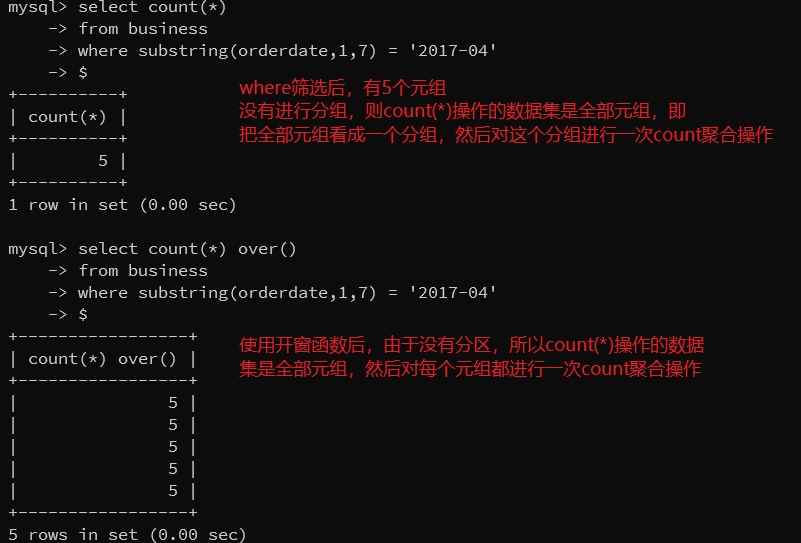 mysql> select count(*)
    -> from business
    -> where substring(orderdate,1,7) = '2017-04'
    -> $
+----------+
| count(*) |
+----------+
|        5 |
+----------+
1 row in set (0.00 sec)
where筛选后，有5个元组
没有进行分组，则count(*)操作的数据集是全部元组，即
把全部元组看成一个分组，然后对这个分组进行一次count聚合操作
mysql> select count(*) over()
    -> from business
    -> where substring(orderdate,1,7) = '2017-04'
    -> $
+-----------------+
| count(*) over() |
+-----------------+
|               5 |
|               5 |
|               5 |
|               5 |
|               5 |
+-----------------+
5 rows in set (0.00 sec)
使用开窗函数后，由于没有分区，所以count(*)操作的数据
集是全部元组，然后对每个元组都进行一次count聚合操作